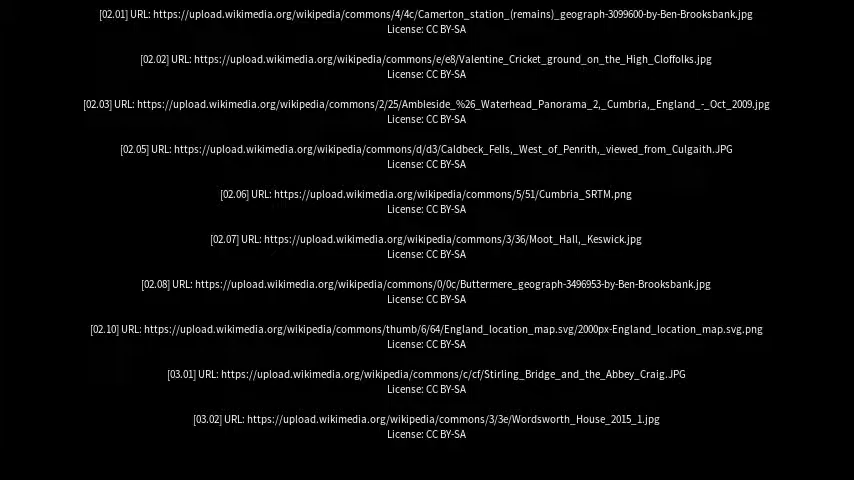 [02.01] URL: https://upload.wikimedia.org/wikipedia/commons/4/4c/Camerton_station_(remains)_geograph-3099600-by-Ben-Brooksbank.jpg
License: CC BY-SA
[02.02] URL: https://upload.wikimedia.org/wikipedia/commons/e/e8/Valentine_Cricket_ground_on_the_High_Cloffolks.jpg
License: CC BY-SA
[02.03] URL: https://upload.wikimedia.org/wikipedia/commons/2/25/Ambleside_%26_Waterhead_Panorama_2,_Cumbria,_England_-_Oct_2009.jpg
License: CC BY-SA
[02.05] URL: https://upload.wikimedia.org/wikipedia/commons/d/d3/Caldbeck_Fells,_West_of_Penrith,_viewed_from_Culgaith.JPG
License: CC BY-SA
[02.06] URL: https://upload.wikimedia.org/wikipedia/commons/5/51/Cumbria_SRTM.png
License: CC BY-SA
[02.07] URL: https://upload.wikimedia.org/wikipedia/commons/3/36/Moot_Hall,_Keswick.jpg
License: CC BY-SA
[02.08] URL: https://upload.wikimedia.org/wikipedia/commons/0/0c/Buttermere_geograph-3496953-by-Ben-Brooksbank.jpg
License: CC BY-SA
[02.10] URL: https://upload.wikimedia.org/wikipedia/commons/thumb/6/64/England_location_map.svg/2000px-England_location_map.svg.png
License: CC BY-SA
[03.01] URL: https://upload.wikimedia.org/wikipedia/commons/c/cf/Stirling_Bridge_and_the_Abbey_Craig.JPG
License: CC BY-SA
[03.02] URL: https://upload.wikimedia.org/wikipedia/commons/3/3e/Wordsworth_House_2015_1.jpg
License: CC BY-SA